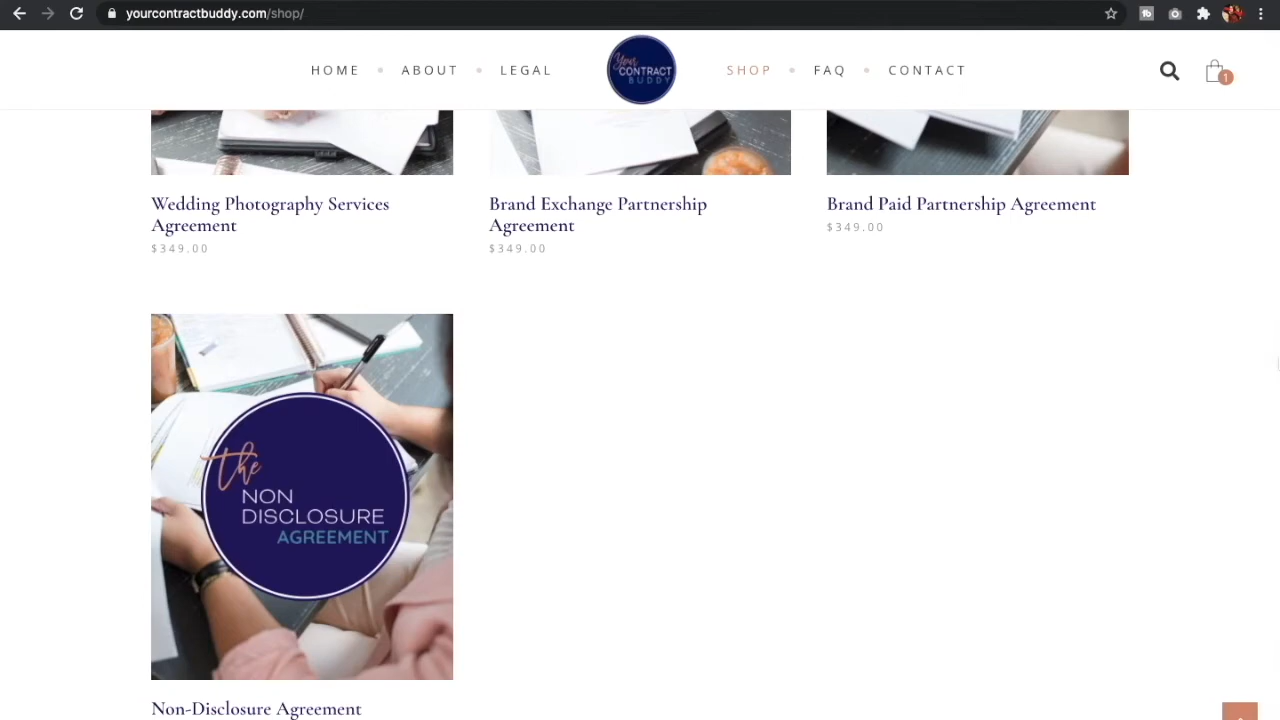 yourcontractbuddy.com/shop/
HOME ABOUT LEGAL
You
CONTRACT
BUDDY
SHOP FAQ CONTACT
1
Wedding Photography Services
Agreement
$349.00
Brand Exchange Partnership
Agreement
$349.00
Brand Paid Partnership Agreement
$349.00
the
NON
DISCLOSURE
AGREEMENT
Non-Disclosure Agreement